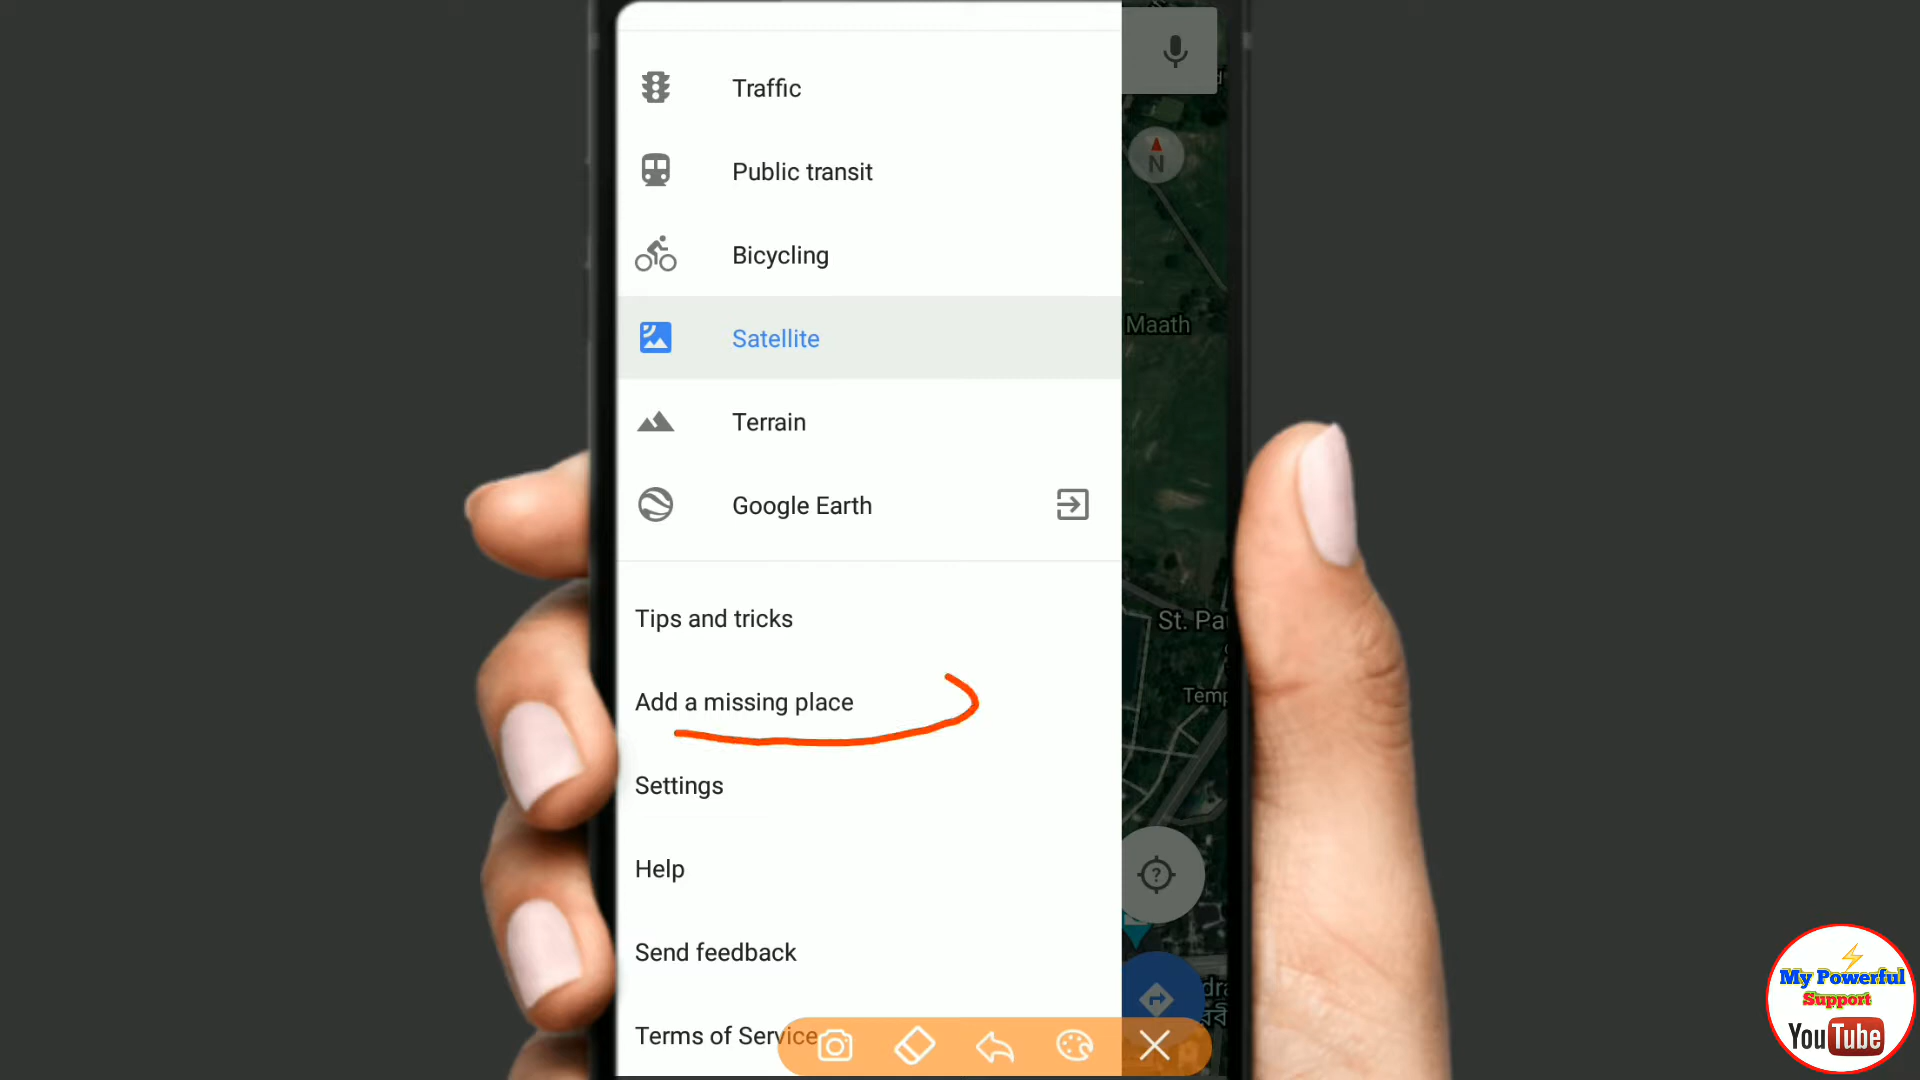 Traffic
N
Public transit
Bicycling
Maath
Satellite
Terrain
Google Earth
Tips and tricks
St. Pa
Temp
Add a missing place
Settings
Help
Send feedback
Terms of Service
My Powerful
Support
YouTube